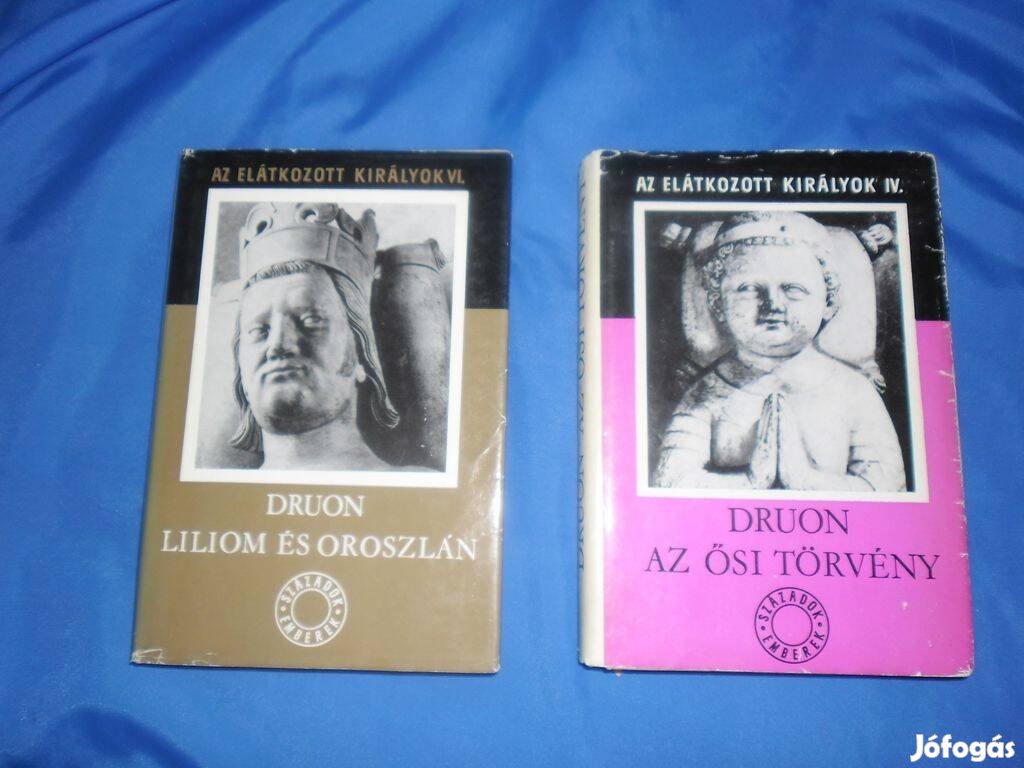 AZ ELÁTKOZOTT KIRÁLYOK VI.
DRUON
LILIOM ÉS OROSZLÁN
SZÁZADOK • EMBEREK •
DRUON AZ ŐSI TÖRVÉNY
AZ ELÁTKOZOTT KIRÁLYOK IV.
DRUON
AZ ŐSI TÖRVÉNY
SZÁZADOK • EMBEREK •
Jófogás